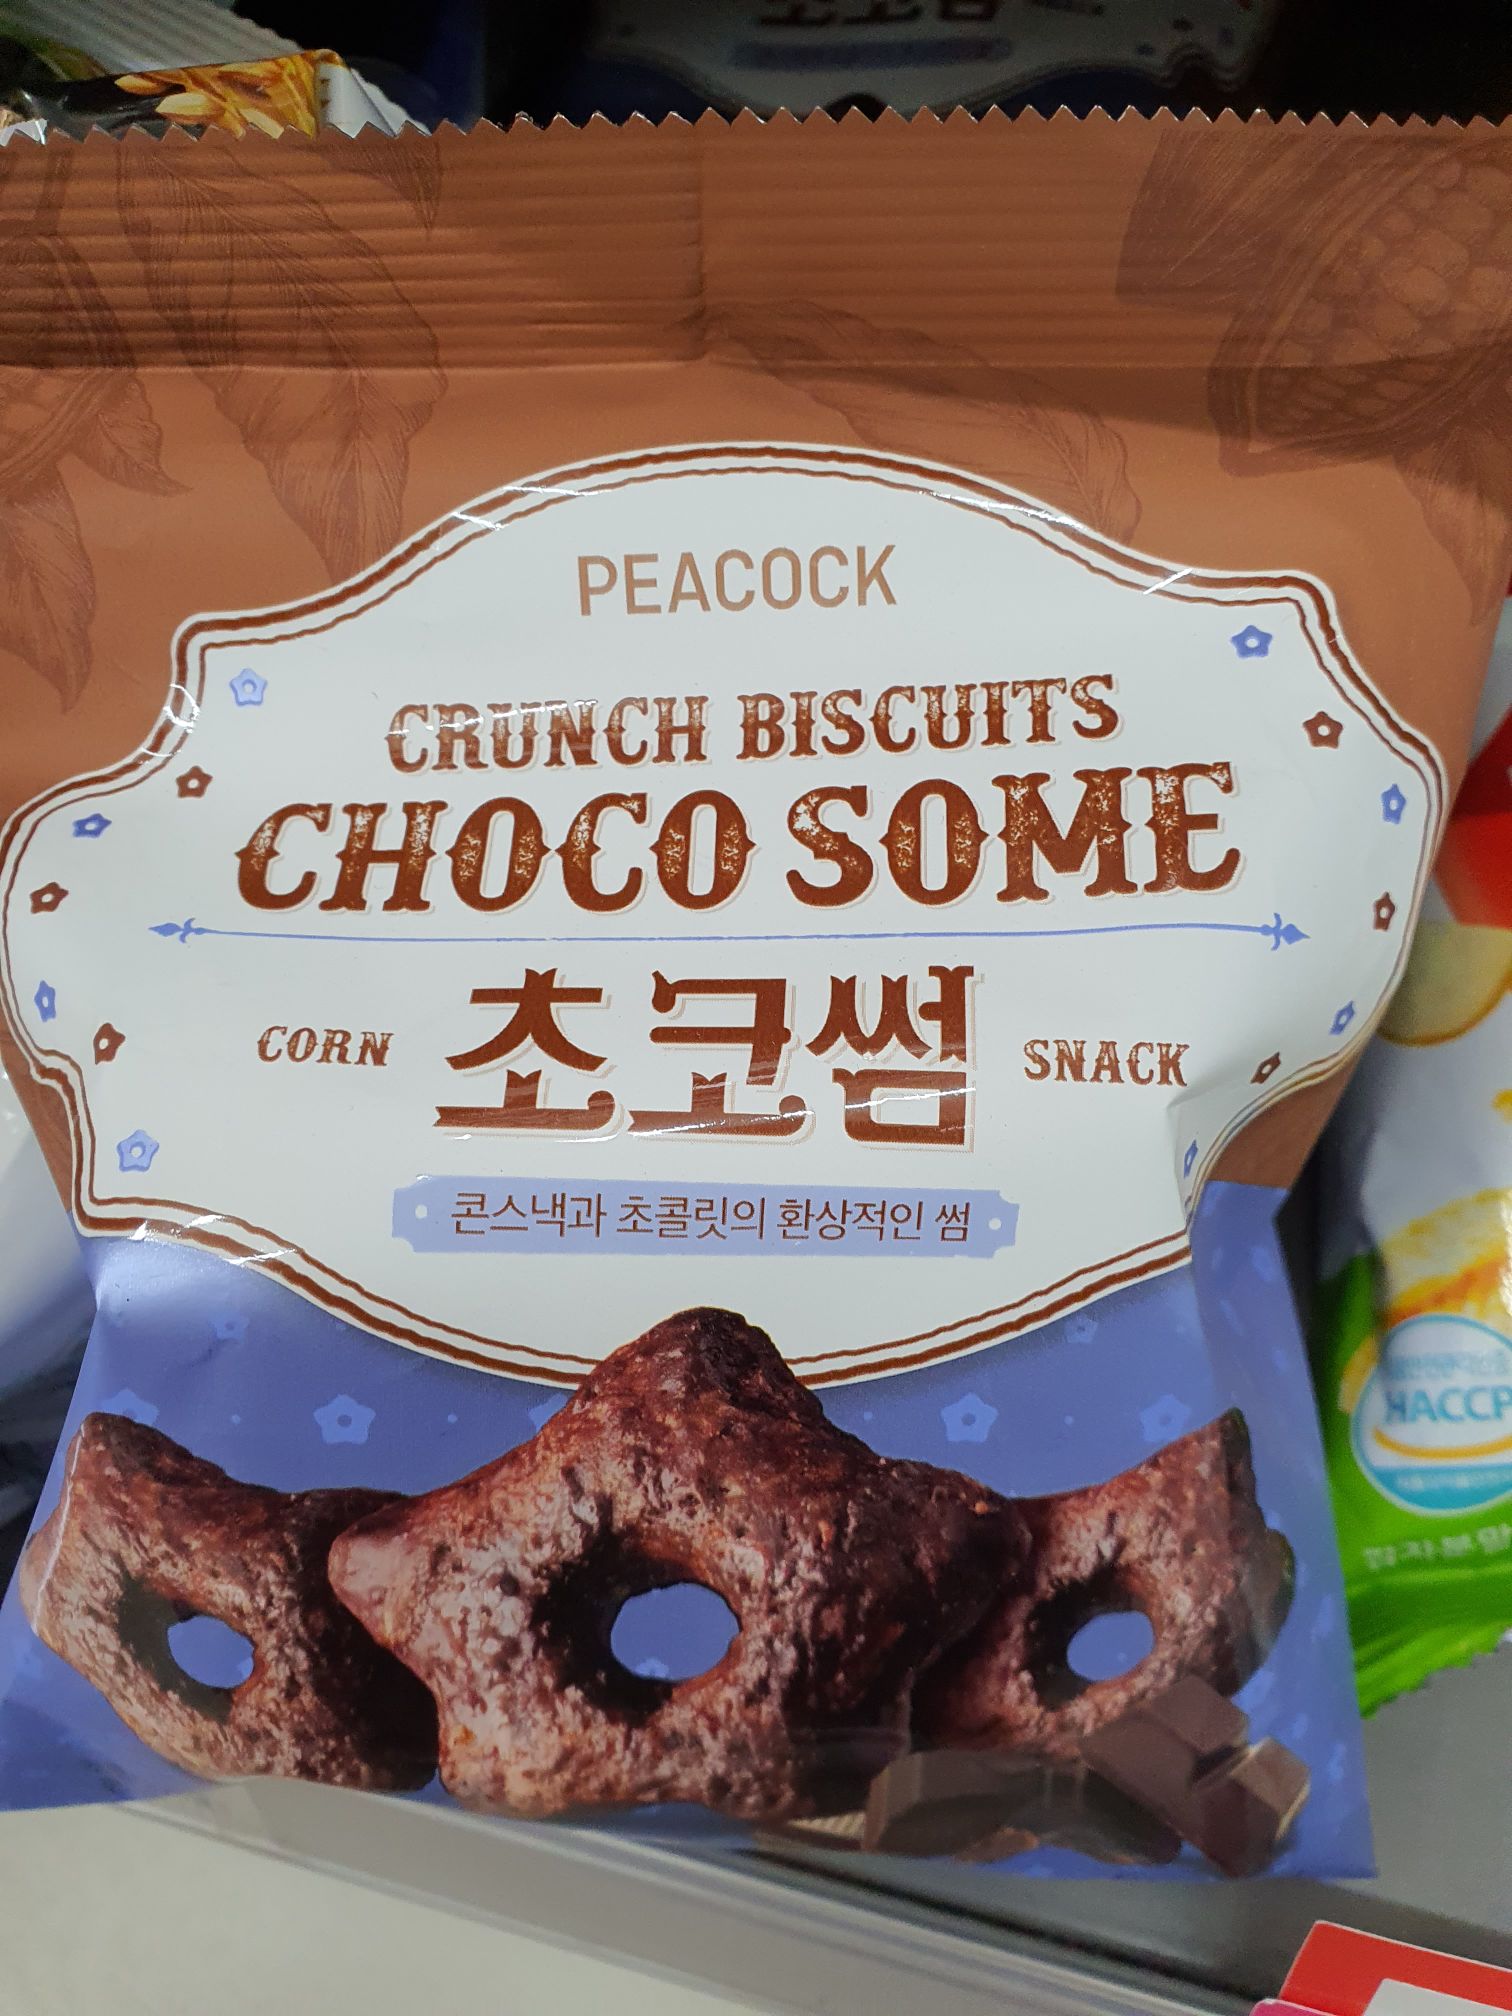 PEACOCK
CRUNCH BISCUITS
CHOCO SOME
CORN 초코썸 SNACK
콘스낵과 초콜릿의 환상적인 썸
HACCP